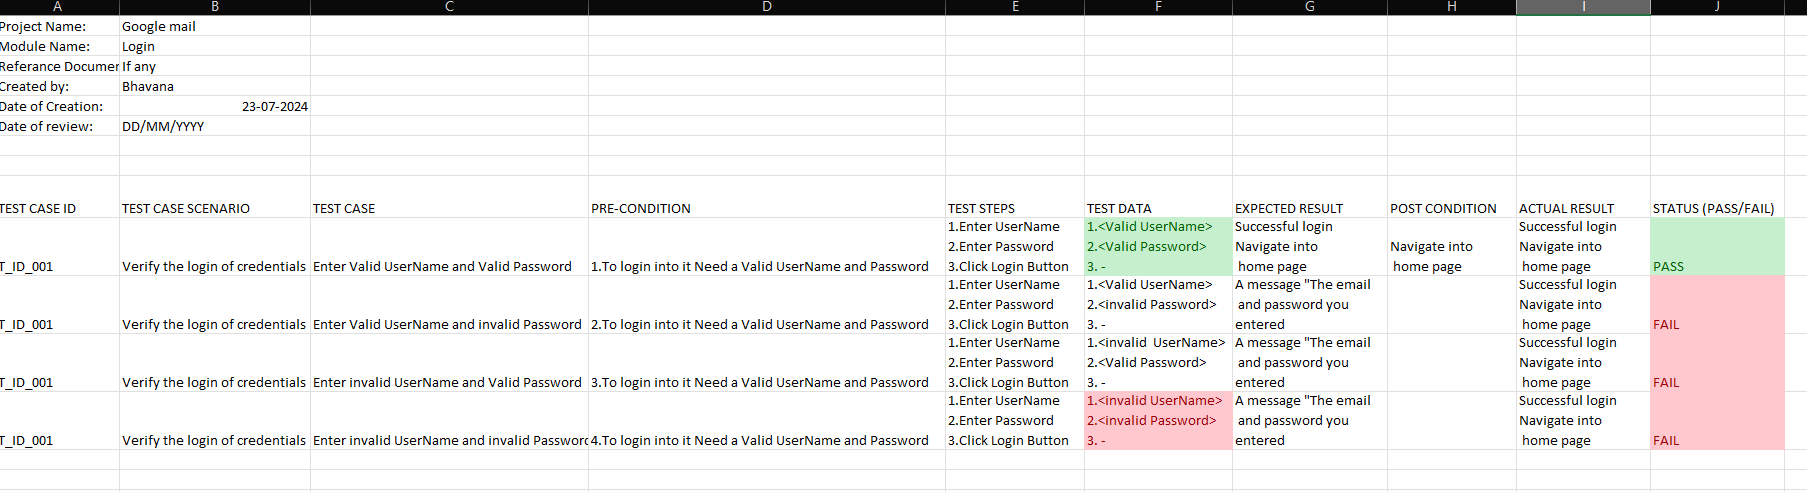 A B C D E F G H I J
Project Name: Google mail
Module Name: Login
Referance Documen If any
Created by: Bhavana
Date of Creation: 23-07-2024
Date of review: DD/MM/YYYY
TEST CASE ID TEST CASE SCENARIO TEST CASE PRE-CONDITION TEST STEPS TEST DATA EXPECTED RESULT POST CONDITION ACTUAL RESULT STATUS (PASS/FAIL)
1.Enter UserName 1.<Valid UserName> Successful login Successful login
2.Enter Password 2.<Valid Password> Navigate into Navigate into Navigate into
T_ID_001 Verify the login of credentials Enter Valid UserName and Valid Password 1.To login into it Need a Valid UserName and Password 3.Click Login Button 3. - home page home page home page PASS
1.Enter UserName 1.<Valid UserName> A message "The email Successful login
2.Enter Password 2.<invalid Password> and password you Navigate into
T_ID_001 Verify the login of credentials Enter Valid UserName and invalid Password 2.To login into it Need a Valid UserName and Password 3.Click Login Button 3. - entered home page FAIL
1.Enter UserName 1.<invalid  UserName> A message "The email Successful login
2.Enter Password 2.<Valid Password> and password you Navigate into
T_ID_001 Verify the login of credentials Enter invalid UserName and Valid Password 3.To login into it Need a Valid UserName and Password 3.Click Login Button 3. - entered home page FAIL
1.Enter UserName 1.<invalid UserName> A message "The email Successful login
2.Enter Password 2.<invalid Password> and password you Navigate into
T_ID_001 Verify the login of credentials Enter invalid UserName and invalid Password 4.To login into it Need a Valid UserName and Password 3.Click Login Button 3. - entered home page FAIL